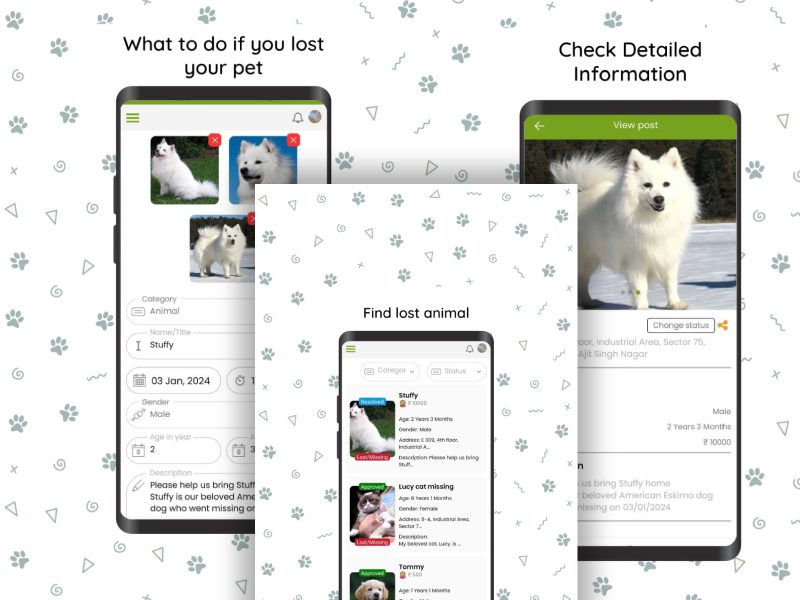 What to do if you lost
your pet
Category
Animal
Name/Title
Stuffy
03 Jan, 2024
1
Gender
Male
Age in year
2
3
Description
Please help us bring Stuff
Stuffy is our beloved Ame
dog who went missing on
Find lost animal
Categor
Status
Resolved
Lost/Missing
Stuffy
₹ 10000
Age: 2 Years 3 Months
Gender: Male
Address: E 309, 4th floor,
Industrial A...
Description: Please help us bring
Stuff...
Approved
Lost/Missing
Lucy cat missing
Age: 6 Years 1 Months
Gender: Female
Address: B-A, Industrial Area,
Sector 7...
Description:
My beloved cat, Lucy, is ...
Approved
Tommy
₹ 500
Age: 1 Years 1 Months
Check Detailed
Information
View post
Change status
oor, Industrial Area, Sector 75,
Ajit Singh Nagar
Male
2 Years 3 Months
₹ 10000
n
us bring Stuffy home
beloved American Eskimo dog
missing on 03/01/2024